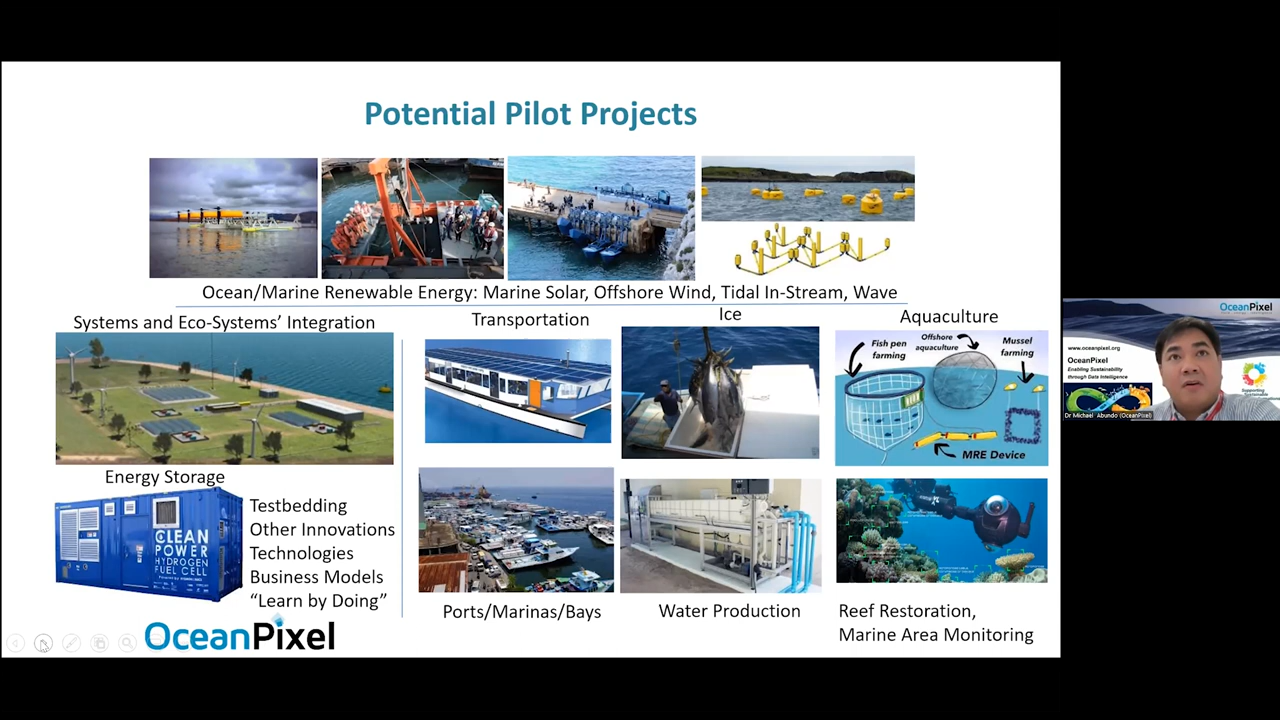 Potential Pilot Projects
Ocean/Marine Renewable Energy: Marine Solar, Offshore Wind, Tidal In-Stream, Wave
Systems and Eco-Systems' Integration
Transportation
Ice
Aquaculture
Fish pen
farming
Offshore
aquaculture
Mussel
farming
MRE Device
Energy Storage
CLEAN
POWER
HYDROGEN
FUEL CELL
Testbedding
Other Innovations
Technologies
Business Models
“Learn by Doing”
Ports/Marinas/Bays
Water Production
Reef Restoration,
Marine Area Monitoring
OceanPixel
OceanPixel
www.oceanpixel.org
OceanPixel
Enabling Sustainability
through Data Intelligence
Supporting
Dr Michael Abundo (OceanPixel)